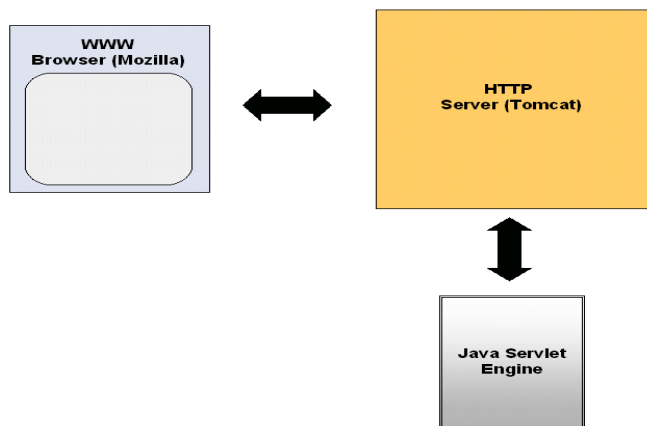 WWW
Browser (Mozilla)
HTTP
Server (Tomcat)
Java Servlet
Engine